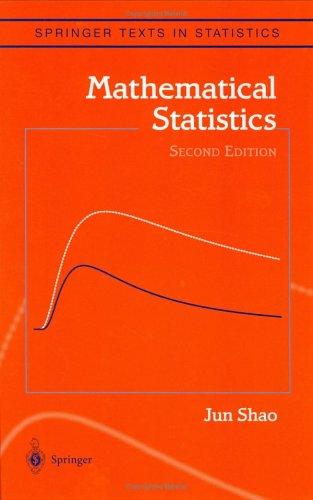 SPRINGER TEXTS IN STATISTICS
Mathematical
Statistics
SECOND EDITION
Jun Shao
Springer